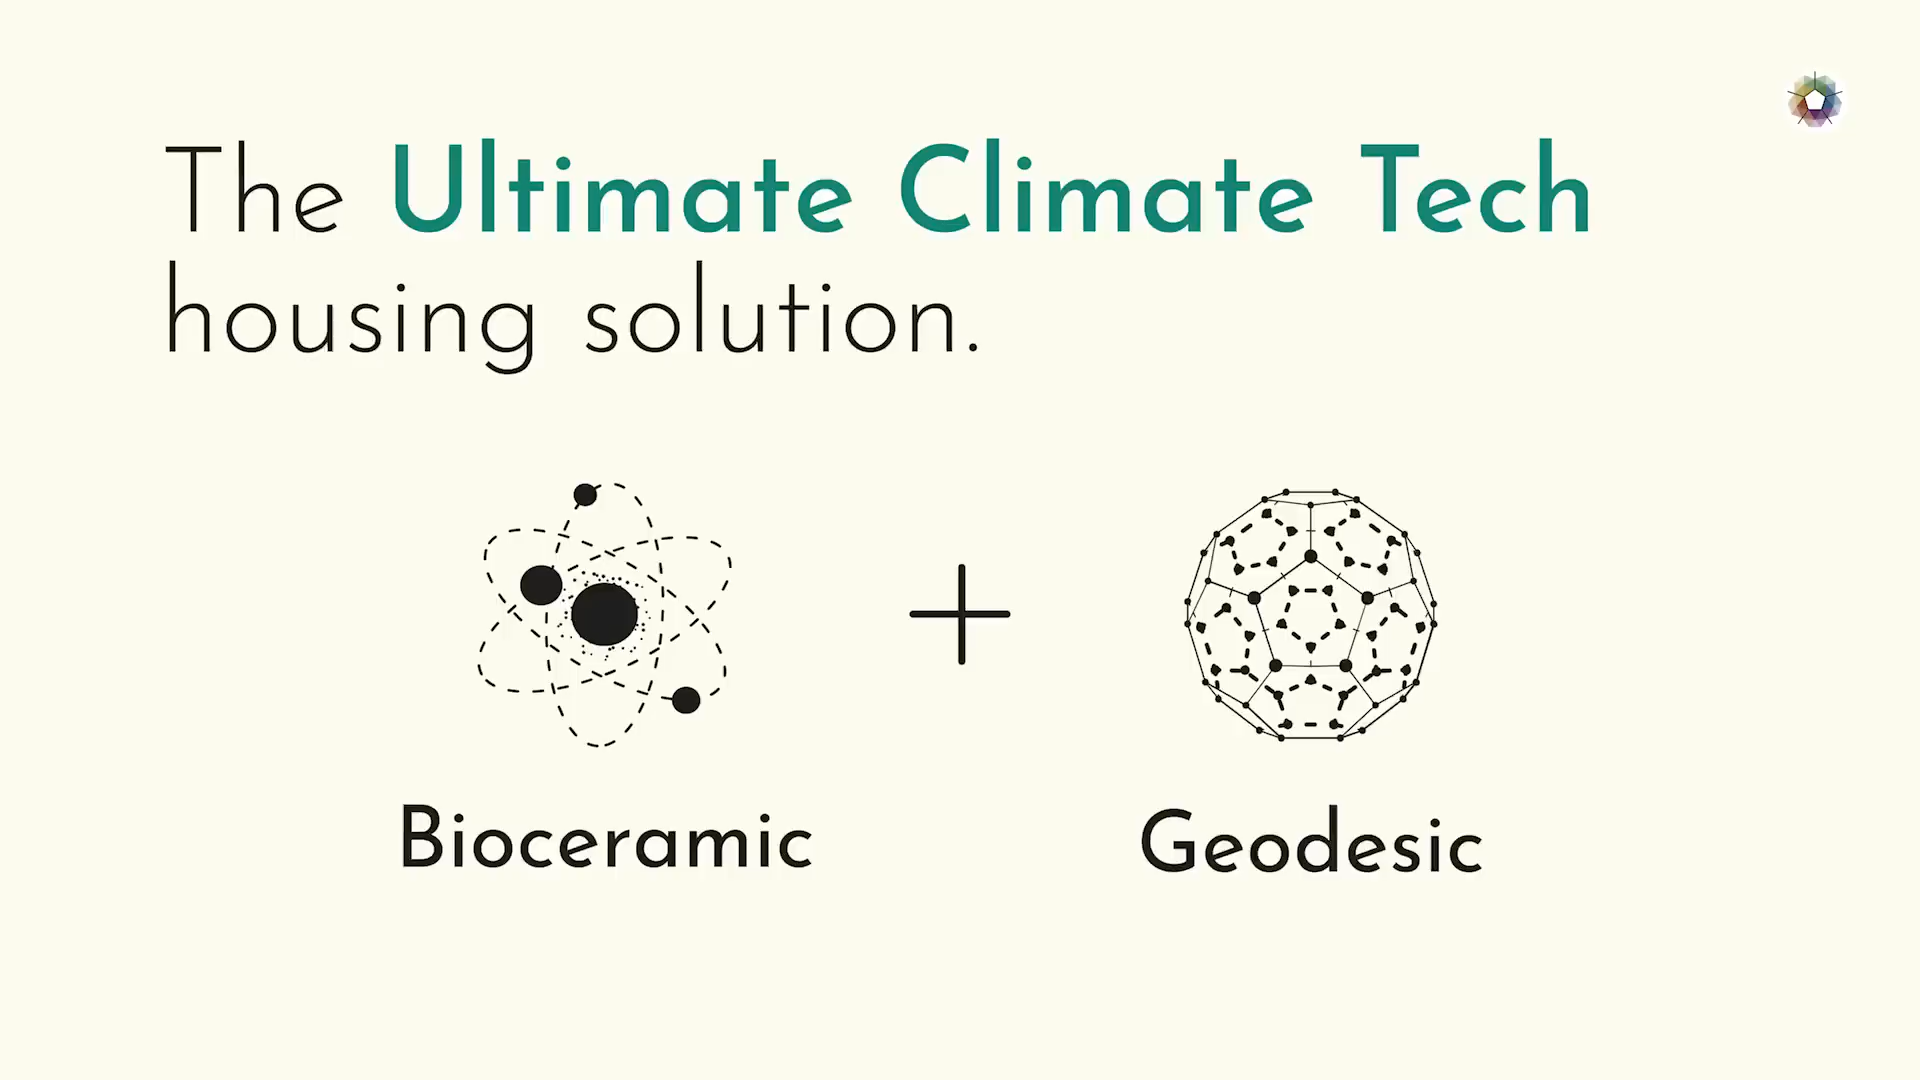 The Ultimate Climate Tech
housing solution.
Bioceramic
Geodesic